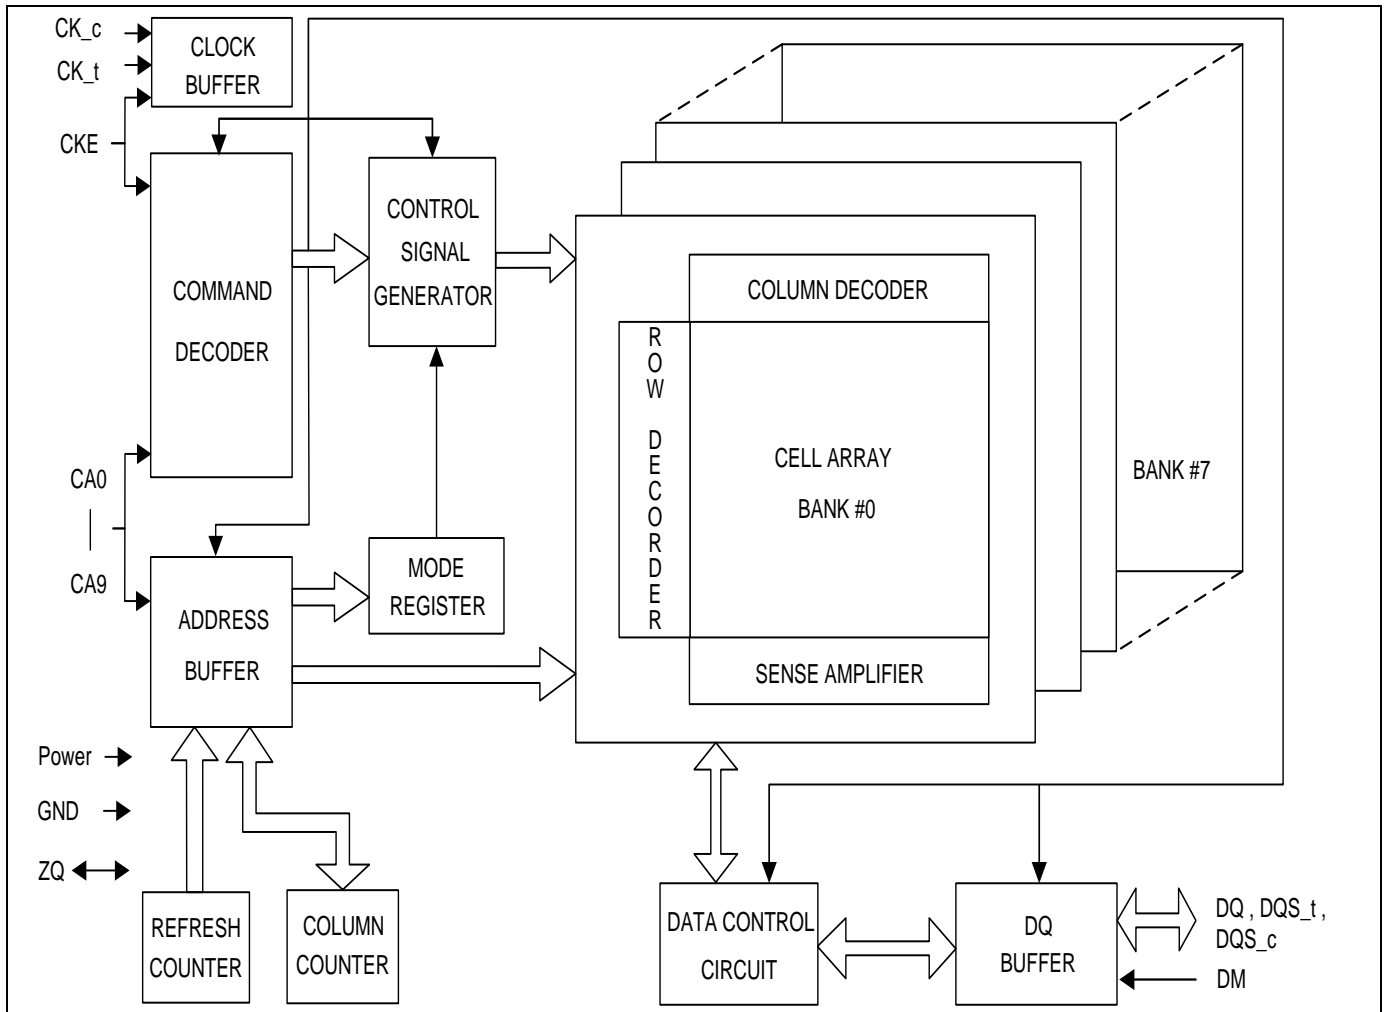 CK_c
CK_t
CKE
CLOCK
BUFFER
COMMAND
DECODER
CONTROL
SIGNAL
GENERATOR
CA0
CA9
ADDRESS
BUFFER
MODE
REGISTER
COLUMN DECODER
ROW DECORDER
CELL ARRAY
BANK #0
SENSE AMPLIFIER
BANK #7
Power
GND
ZQ
REFRESH
COUNTER
COLUMN
COUNTER
DATA CONTROL
CIRCUIT
DQ
BUFFER
DQ , DQS_t ,
DQS_c
DM